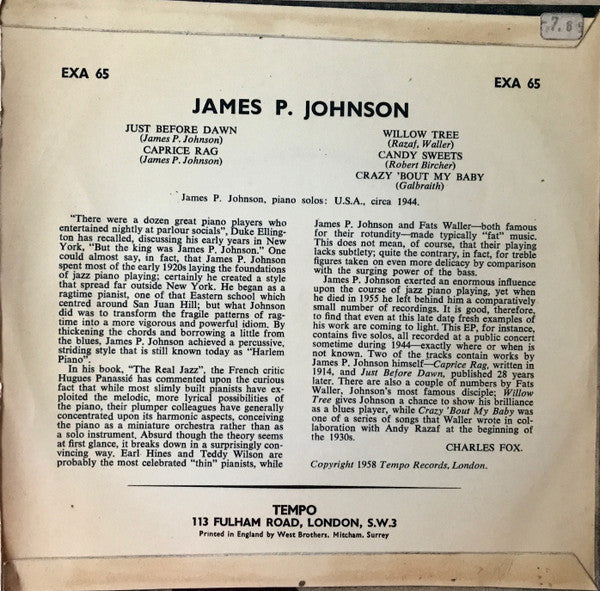 EXA 65
EXA 65
JAMES P. JOHNSON
JUST BEFORE DAWN
(James P. Johnson)
CAPRICE RAG
(James P. Johnson)
WILLOW TREE
(Razaf, Waller)
CANDY SWEETS
(Robert Bircher)
CRAZY 'BOUT MY BABY
(Galbraith)
James P. Johnson, piano solos: U.S.A., circa 1944.
"There were a dozen great piano players who
entertained nightly at parlour socials", Duke Elling-
ton has recalled, discussing his early years in New
York, "But the king was James P. Johnson." One
could almost say, in fact, that James P. Johnson
spent most of the early 1920s laying the foundations
of jazz piano playing; certainly he created a style
that spread far outside New York. He began as a
ragtime pianist, one of that Eastern school which
centred around San Juan Hill; but what Johnson
did was to transform the fragile patterns of rag-
time into a more vigorous and powerful idiom. By
thickening the chords and borrowing a little from
the blues, James P. Johnson achieved a percussive,
striding style that is still known today as "Harlem
Piano".
In his book, "The Real Jazz", the French critic
Hugues Panassié has commented upon the curious
fact that while most slimly built pianists have ex-
ploited the melodic, more lyrical possibilities of
the piano, their plumper colleagues have generally
concentrated upon its harmonic aspects, conceiving
the piano as a miniature orchestra rather than as
a solo instrument. Absurd though the theory seems
at first glance, it breaks down in a surprisingly con-
vincing way. Earl Hines and Teddy Wilson are
probably the most celebrated "thin" pianists, while
James P. Johnson and Fats Waller—both famous
for their rotundity—made typically "fat" music.
This does not mean, of course, that their playing
lacks subtlety; quite the contrary, in fact, for treble
figures taken on even more delicacy by comparison
with the surging power of the bass.
James P. Johnson exerted an enormous influence
upon the course of jazz piano playing, yet when
he died in 1955 he left behind him a comparatively
small number of recordings. It is good, therefore,
to find that even at this late date fresh examples of
his work are coming to light. This EP, for instance,
contains five solos, all recorded at a public concert
sometime during 1944—exactly where or when is
not known. Two of the tracks contain works by
James P. Johnson himself—Caprice Rag, written in
1914, and Just Before Dawn, published 28 years
later. There are also a couple of numbers by Fats
Waller, Johnson's most famous disciple; Willow
Tree gives Johnson a chance to show his brilliance
as a blues player, while Crazy 'Bout My Baby was
one of a series of songs that Waller wrote in col-
laboration with Andy Razaf at the beginning of
the 1930s.
CHARLES FOX.
Copyright 1958 Tempo Records, London.
TEMPO
113 FULHAM ROAD, LONDON, S.W.3
Printed in England by West Brothers, Mitcham, Surrey